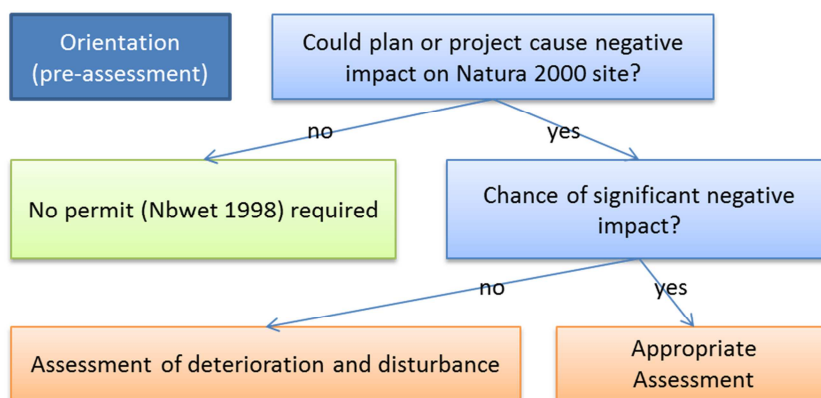 Orientation
(pre-assessment)
Could plan or project cause negative
impact on Natura 2000 site?
no
yes
No permit (Nbwet 1998) required
Chance of significant negative
impact?
no
yes
Assessment of deterioration and disturbance
Appropriate
Assessment